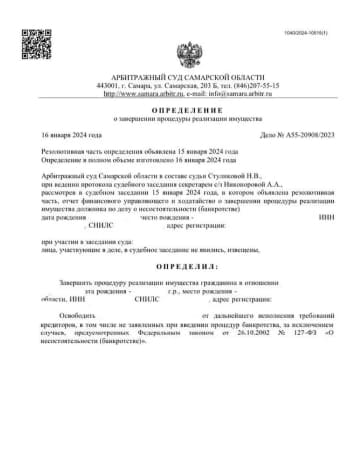 1040/2024-10510(1)
АРБИТРАЖНЫЙ СУД САМАРСКОЙ ОБЛАСТИ
443001, г. Самара, ул. Самарская, 203 Б, тел. (846)207-55-15
http://www.samara.arbitr.ru, e-mail: info@samara.arbitr.ru
ОПРЕДЕЛЕНИЕ
о завершении процедуры реализации имущества
16 января 2024 года Дело № А55-20908/2023
Резолютивная часть определения объявлена 15 января 2024 года
Определение в полном объеме изготовлено 16 января 2024 года
Арбитражный суд Самарской области в составе судьи Ступниковой Н.В.,
при ведении протокола судебного заседания секретарем с/з Никоноровой А.А.,
рассмотрев в судебном заседании 15 января 2024 года, в котором объявлена резолютивная
часть, отчет финансового управляющего и ходатайство о завершении процедуры реализации
имущества должника по делу о несостоятельности (банкротстве)
дата рождения место рождения - ИНН
, СНИЛС адрес регистрации:
при участии в заседании суда:
лица, участвующие в деле, в судебное заседание не явились, извещены,
ОПРЕДЕЛИЛ:
Завершить процедуру реализации имущества гражданина в отношении
ата рождения - г.р., место рождения -
области, ИНН СНИЛС , адрес регистрации:
Освободить от дальнейшего исполнения требований
кредиторов, в том числе не заявленных при введении процедур банкротства, за исключением
случаев, предусмотренных Федеральным законом от 26.10.2002 № 127-ФЗ «О
несостоятельности (банкротстве)».